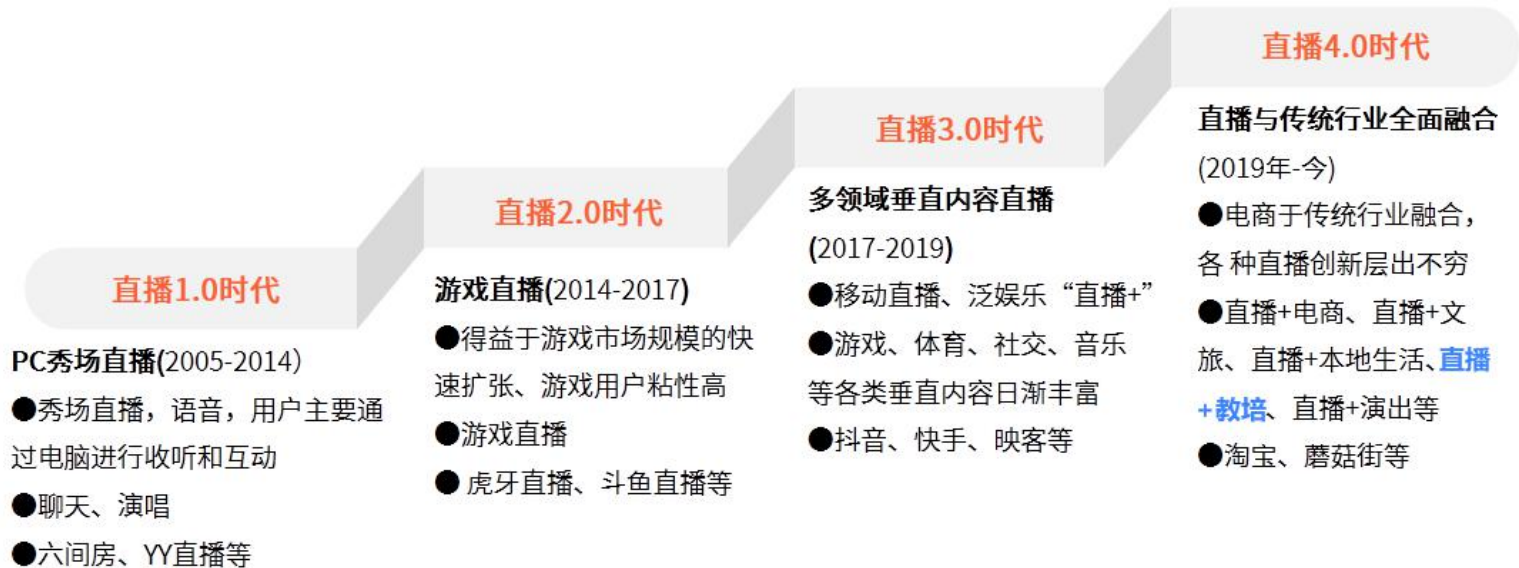 直播1.0时代
PC秀场直播(2005-2014）
●秀场直播，语音，用户主要通
过电脑进行收听和互动
●聊天、演唱
●六间房、YY直播等
直播2.0时代
游戏直播(2014-2017)
●得益于游戏市场规模的快
速扩张、游戏用户粘性高
●游戏直播
● 虎牙直播、斗鱼直播等
直播3.0时代
多领域垂直内容直播
(2017-2019)
●移动直播、泛娱乐“直播+”
●游戏、体育、社交、音乐
等各类垂直内容日渐丰富
●抖音、快手、映客等
直播4.0时代
直播与传统行业全面融合
(2019年-今)
●电商于传统行业融合，
各 种直播创新层出不穷
●直播+电商、直播+文
旅、直播+本地生活、直播
+教培、直播+演出等
●淘宝、蘑菇街等